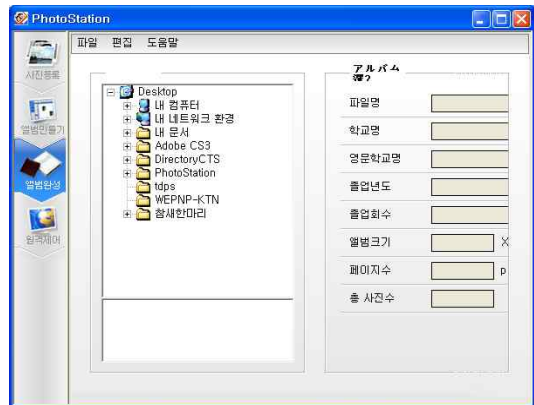 PhotoStation
파일 편집 도움말
사진등록
앨범만들기
앨범완성
원격제어
Desktop
내 컴퓨터
내 네트워크 환경
내 문서
Adobe CS3
DirectoryCTS
PhotoStation
tdps
WEPNP-KTN
참새한마리
アルバム
파일명
학교명
영문학교명
졸업년도
졸업회수
앨범크기 X
페이지수 p
총 사진수